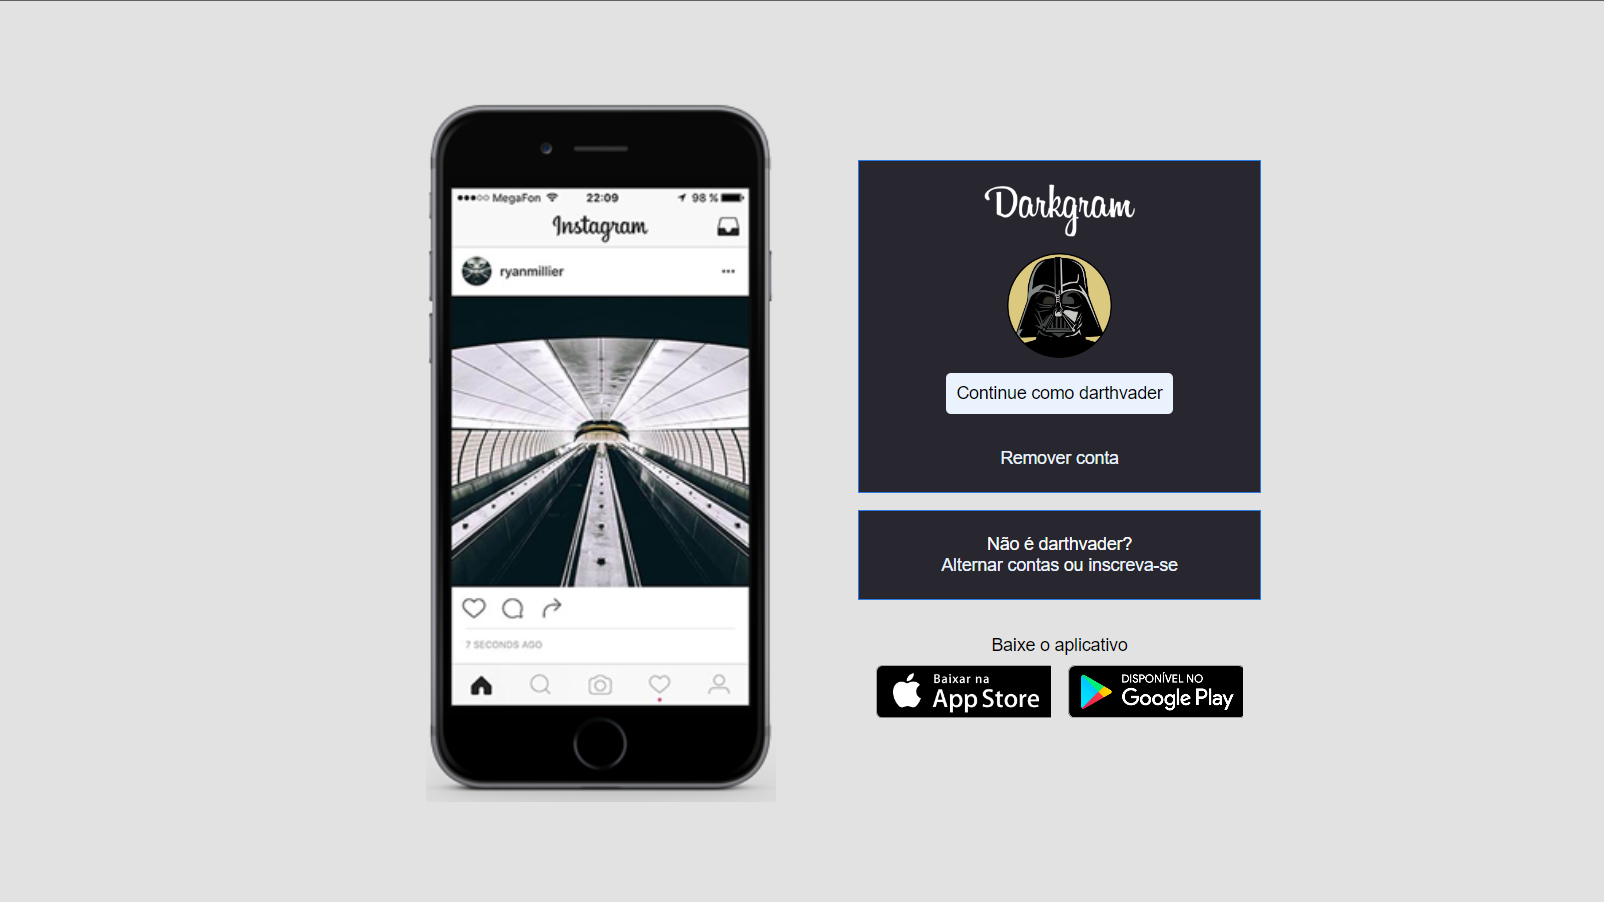 MegaFon 22:09 98 %
Instagram
ryanmillier
7 SECONDS AGO
Darkgram
Continue como darthvader
Remover conta
Não é darthvader?
Alternar contas ou inscreva-se
Baixe o aplicativo
Baixar na
App Store
DISPONÍVEL NO
Google Play